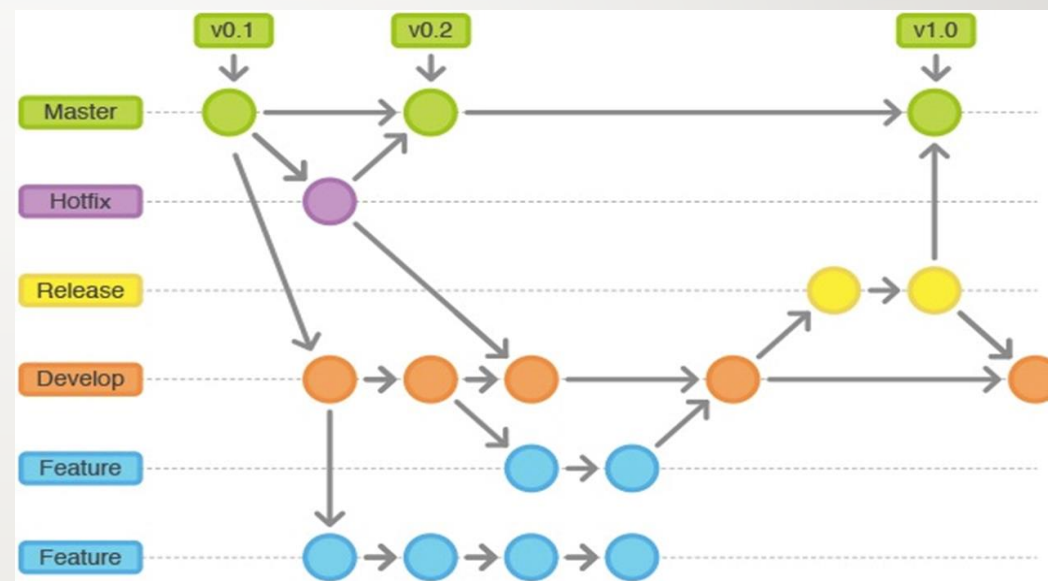 v0.1
v0.2
v1.0
Master
Hotfix
Release
Develop
Feature
Feature